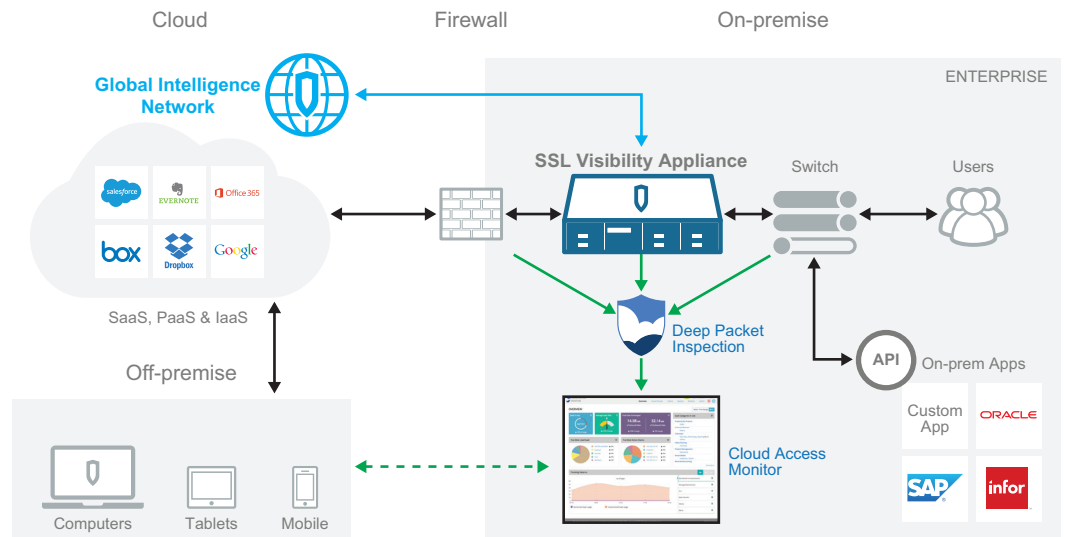 Cloud
Firewall
On-premise
ENTERPRISE
Global Intelligence
Network
SSL Visibility Appliance
Switch
Users
salesforce
EVERNOTE
Office 365
box
Dropbox
Google
SaaS, PaaS & IaaS
Deep Packet
Inspection
API
On-prem Apps
Off-premise
Custom
App
ORACLE
Cloud Access
Monitor
SAP
infor
Computers
Tablets
Mobile